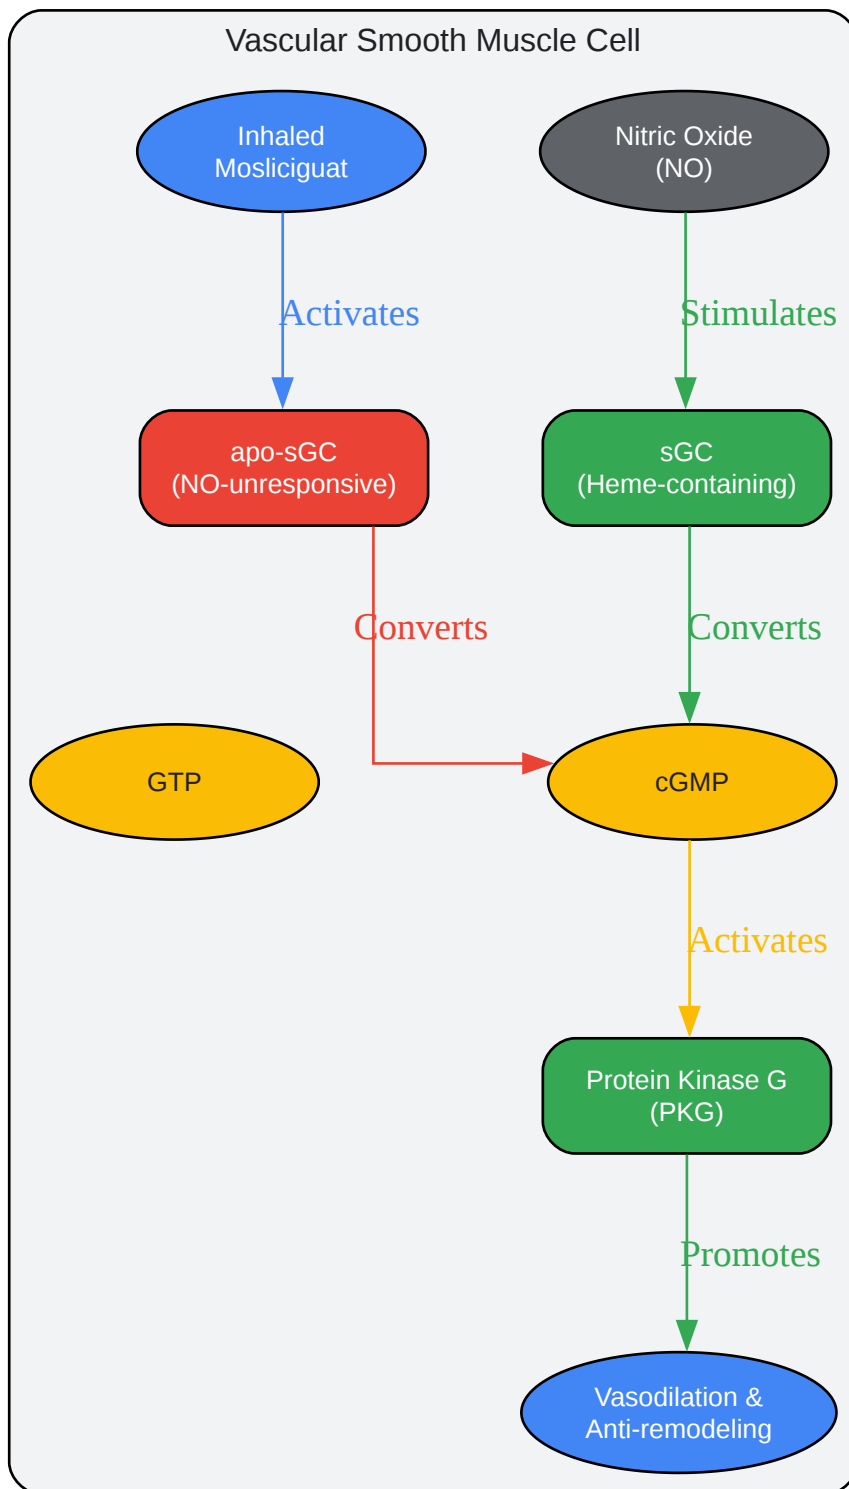 Vascular Smooth Muscle Cell
Inhaled
Mosliciguat
Nitric Oxide
(NO)
Activates
Stimulates
apo-sGC
(NO-unresponsive)
sGC
(Heme-containing)
Converts
Converts
GTP
cGMP
Activates
Protein Kinase G
(PKG)
Promotes
Vasodilation &
Anti-remodeling